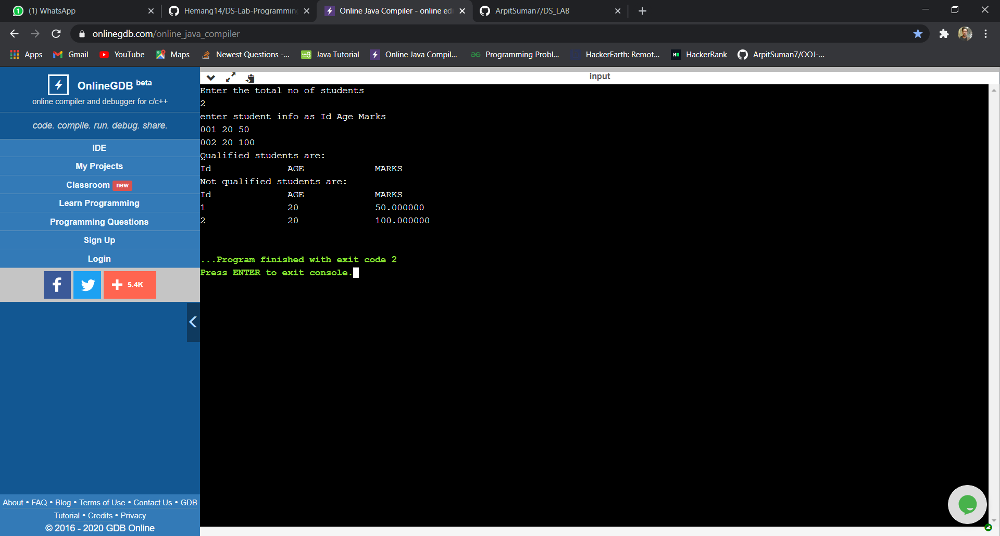 (1) WhatsApp
Hemang14/DS-Lab-Programming
Online Java Compiler - online edi
ArpitSuman7/DS_LAB
onlinegdb.com/online_java_compiler
Apps
Gmail
YouTube
Maps
Newest Questions -...
Java Tutorial
Online Java Compil...
Programming Probl...
HackerEarth: Remot...
HackerRank
ArpitSuman7/OOJ-...
OnlineGDB beta
online compiler and debugger for c/c++
code. compile. run. debug. share.
IDE
My Projects
Classroom new
Learn Programming
Programming Questions
Sign Up
Login
5.4K
About • FAQ • Blog • Terms of Use • Contact Us • GDB
Tutorial • Credits • Privacy
© 2016 - 2020 GDB Online
input
Enter the total no of students
2
enter student info as Id Age Marks
001 20 50
002 20 100
Qualified students are:
Id AGE MARKS
Not qualified students are:
Id AGE MARKS
1 20 50.000000
2 20 100.000000
...Program finished with exit code 2
Press ENTER to exit console.